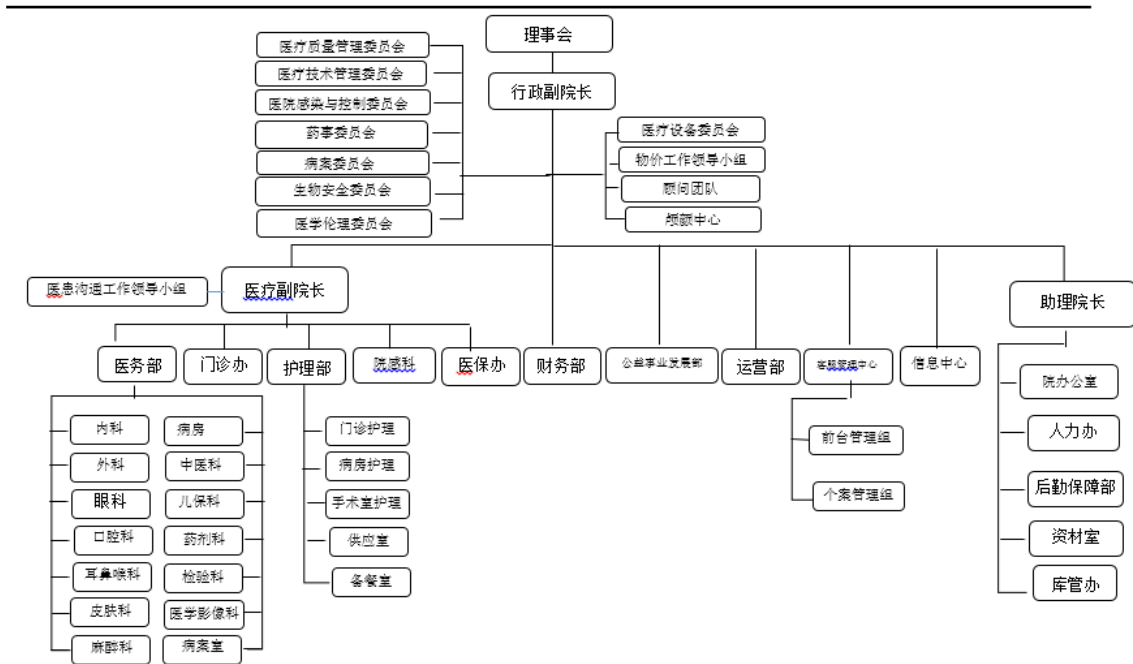 理事会
行政副院长
医疗质量管理委员会
医疗技术管理委员会
医院感染与控制委员会
药事委员会
病案委员会
生物安全委员会
医学伦理委员会
医疗设备委员会
物价工作领导小组
顾问团队
颅颌中心
医患沟通工作领导小组
医疗副院长
助理院长
医务部
门诊办
护理部
院感科
医保办
财务部
公益事业发展部
运营部
客服管理中心
信息中心
内科
外科
眼科
口腔科
耳鼻喉科
皮肤科
麻醉科
病房
中医科
儿保科
药剂科
检验科
医学影像科
病案室
门诊护理
病房护理
手术室护理
供应室
备餐室
前台管理组
个案管理组
院办公室
人力办
后勤保障部
资材室
库管办